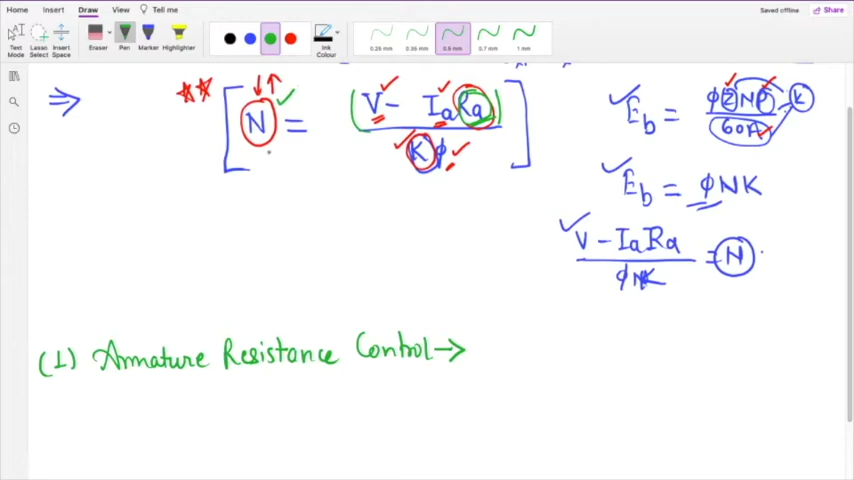 Home Insert Draw View Tell me Saved offline Share
Text Mode Lasso Select Insert Space Eraser Pen Marker Highlighter 0.25 mm 0.35 mm 0.5 mm 0.7 mm 1 mm Ink Colour
⇒ [ N = (V - IaRa) / Kφ ]
Eb = φZNP / 60A K
Eb = φNK
V - IaRa / φNK = N
(1) Armature Resistance Control →